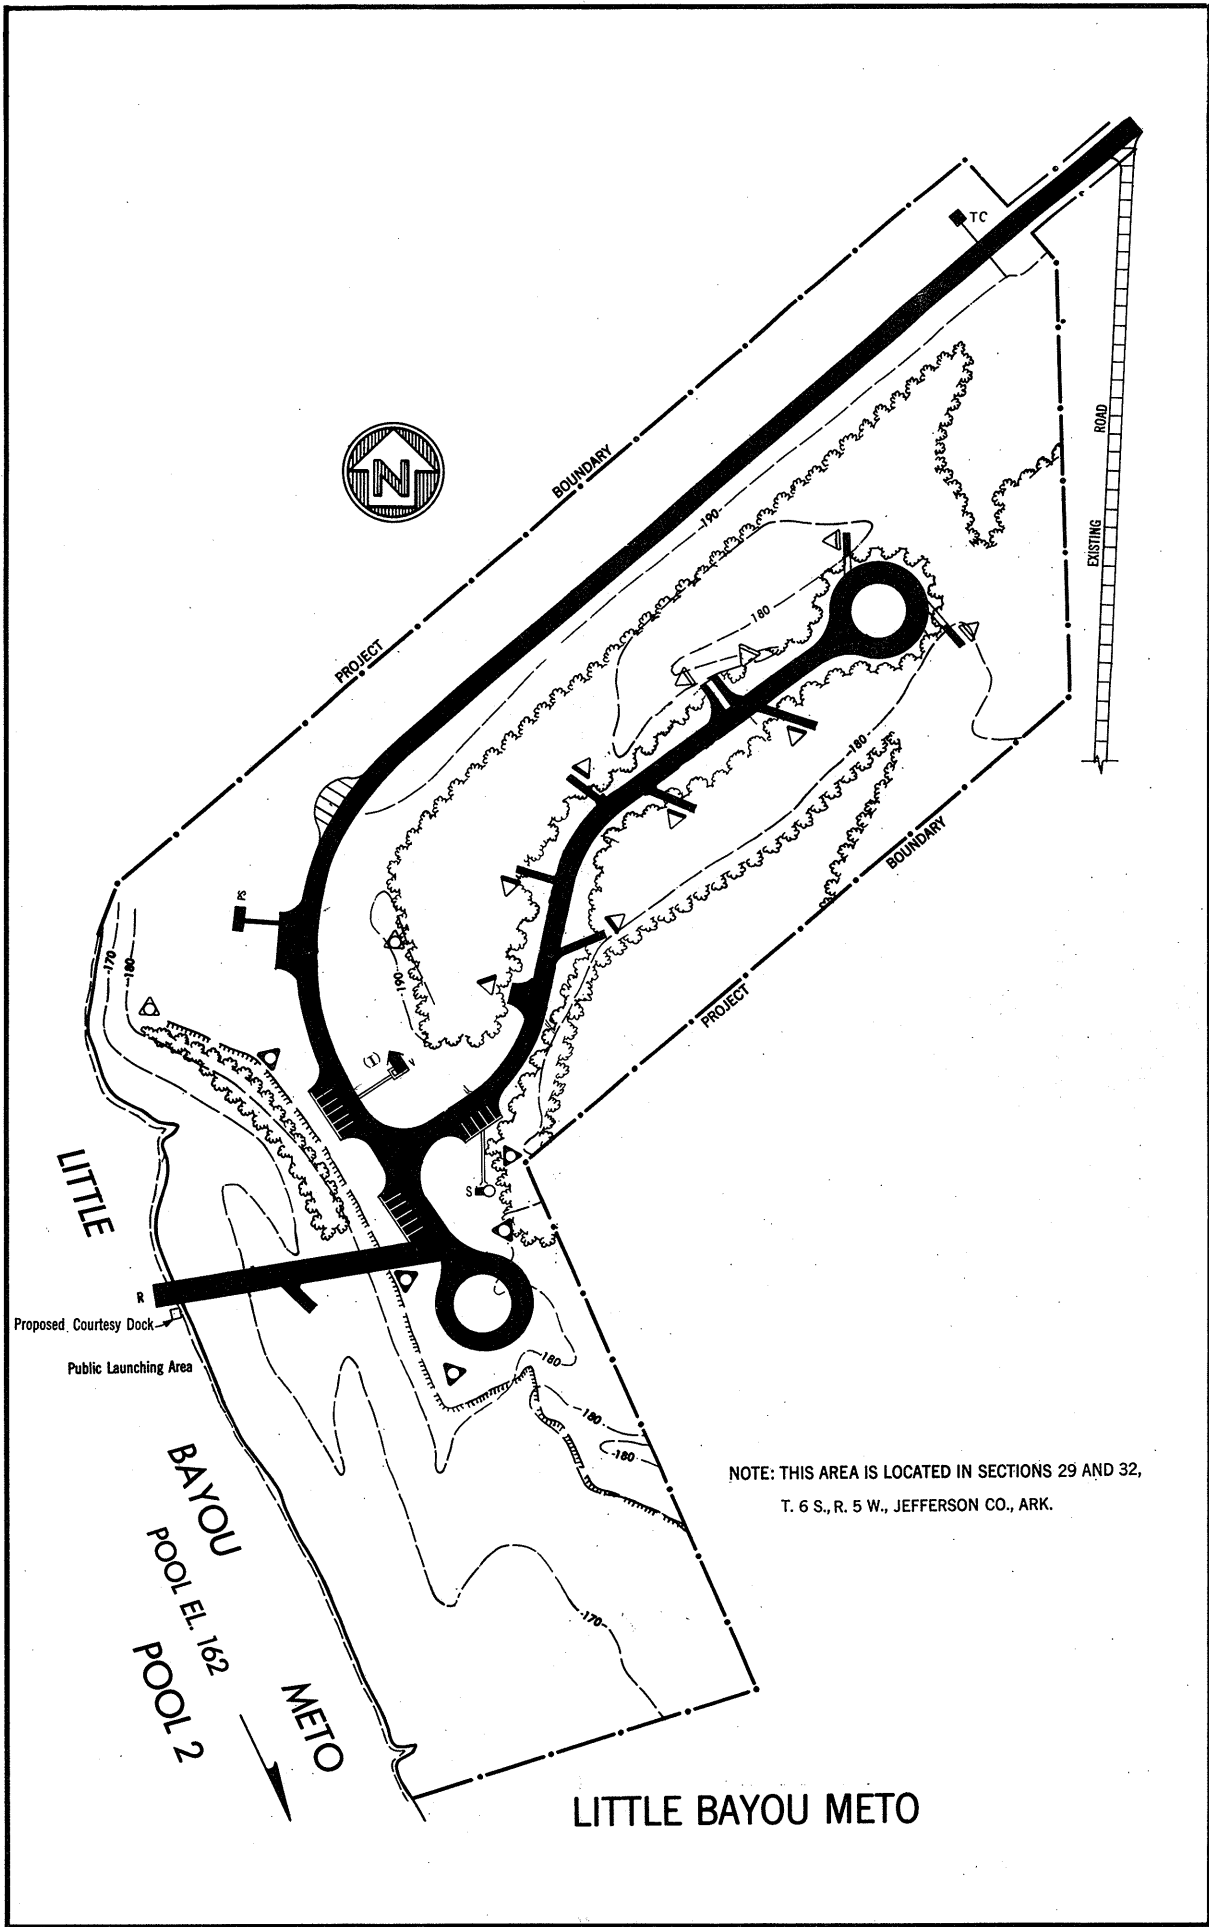 TC
ROAD
N
BOUNDARY
-190-
EXISTING
180
PROJECT
-180-
BOUNDARY
PS
-170-
-180-
190
PROJECT
(I)
V
LITTLE
S
R
Proposed Courtesy Dock
Public Launching Area
-180-
-180-
-180-
BAYOU
NOTE: THIS AREA IS LOCATED IN SECTIONS 29 AND 32,
T. 6 S., R. 5 W., JEFFERSON CO., ARK.
POOL EL. 162
-170-
POOL 2
METO
LITTLE BAYOU METO